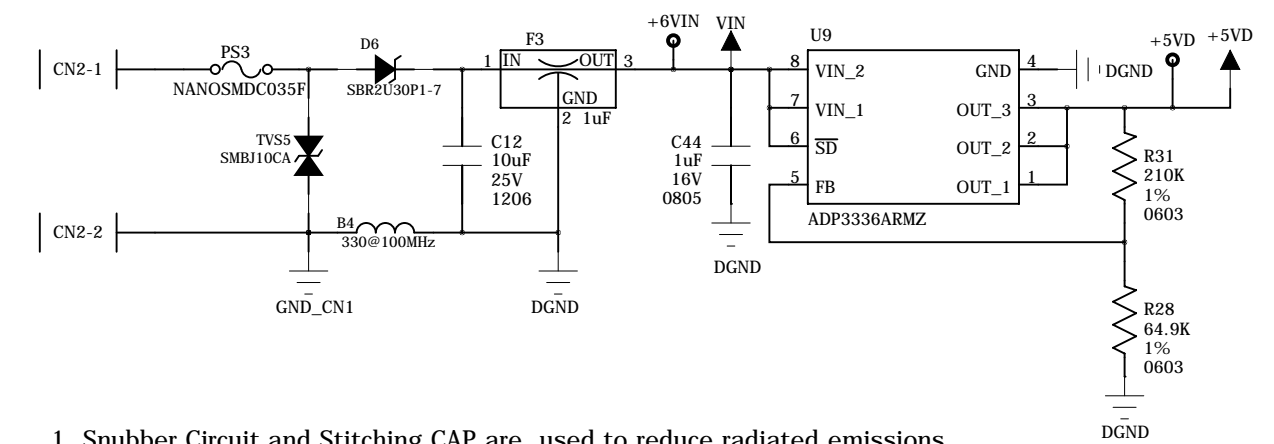 CN2-1
PS3
NANOSMDC035F
D6
SBR2U30P1-7
F3
1 IN OUT 3
GND
2 1uF
+6VIN
VIN
U9
8 VIN_2
7 VIN_1
6 SD
5 FB
GND 4
OUT_3 3
OUT_2 2
OUT_1 1
ADP3336ARMZ
DGND
+5VD
+5VD
TVS5
SMBJ10CA
C12
10uF
25V
1206
C44
1uF
16V
0805
DGND
R31
210K
1%
0603
CN2-2
B4
330@100MHz
GND_CN1
DGND
R28
64.9K
1%
0603
DGND
1. Snubber Circuit and Stitching CAP are used to reduce radiated emissions